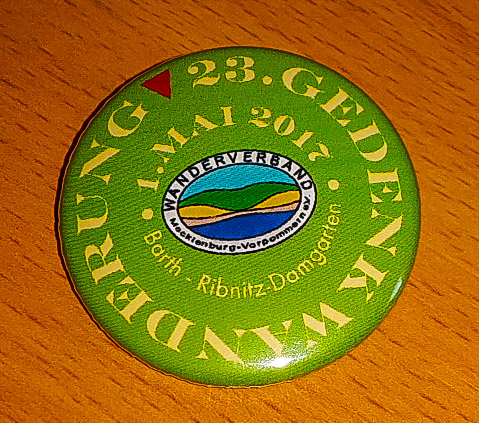 23. GEDENKWANDERUNG
1. MAI 2017
WANDERVERBAND
Mecklenburg-Vorpommern e.V.
Barth - Ribnitz-Damgarten